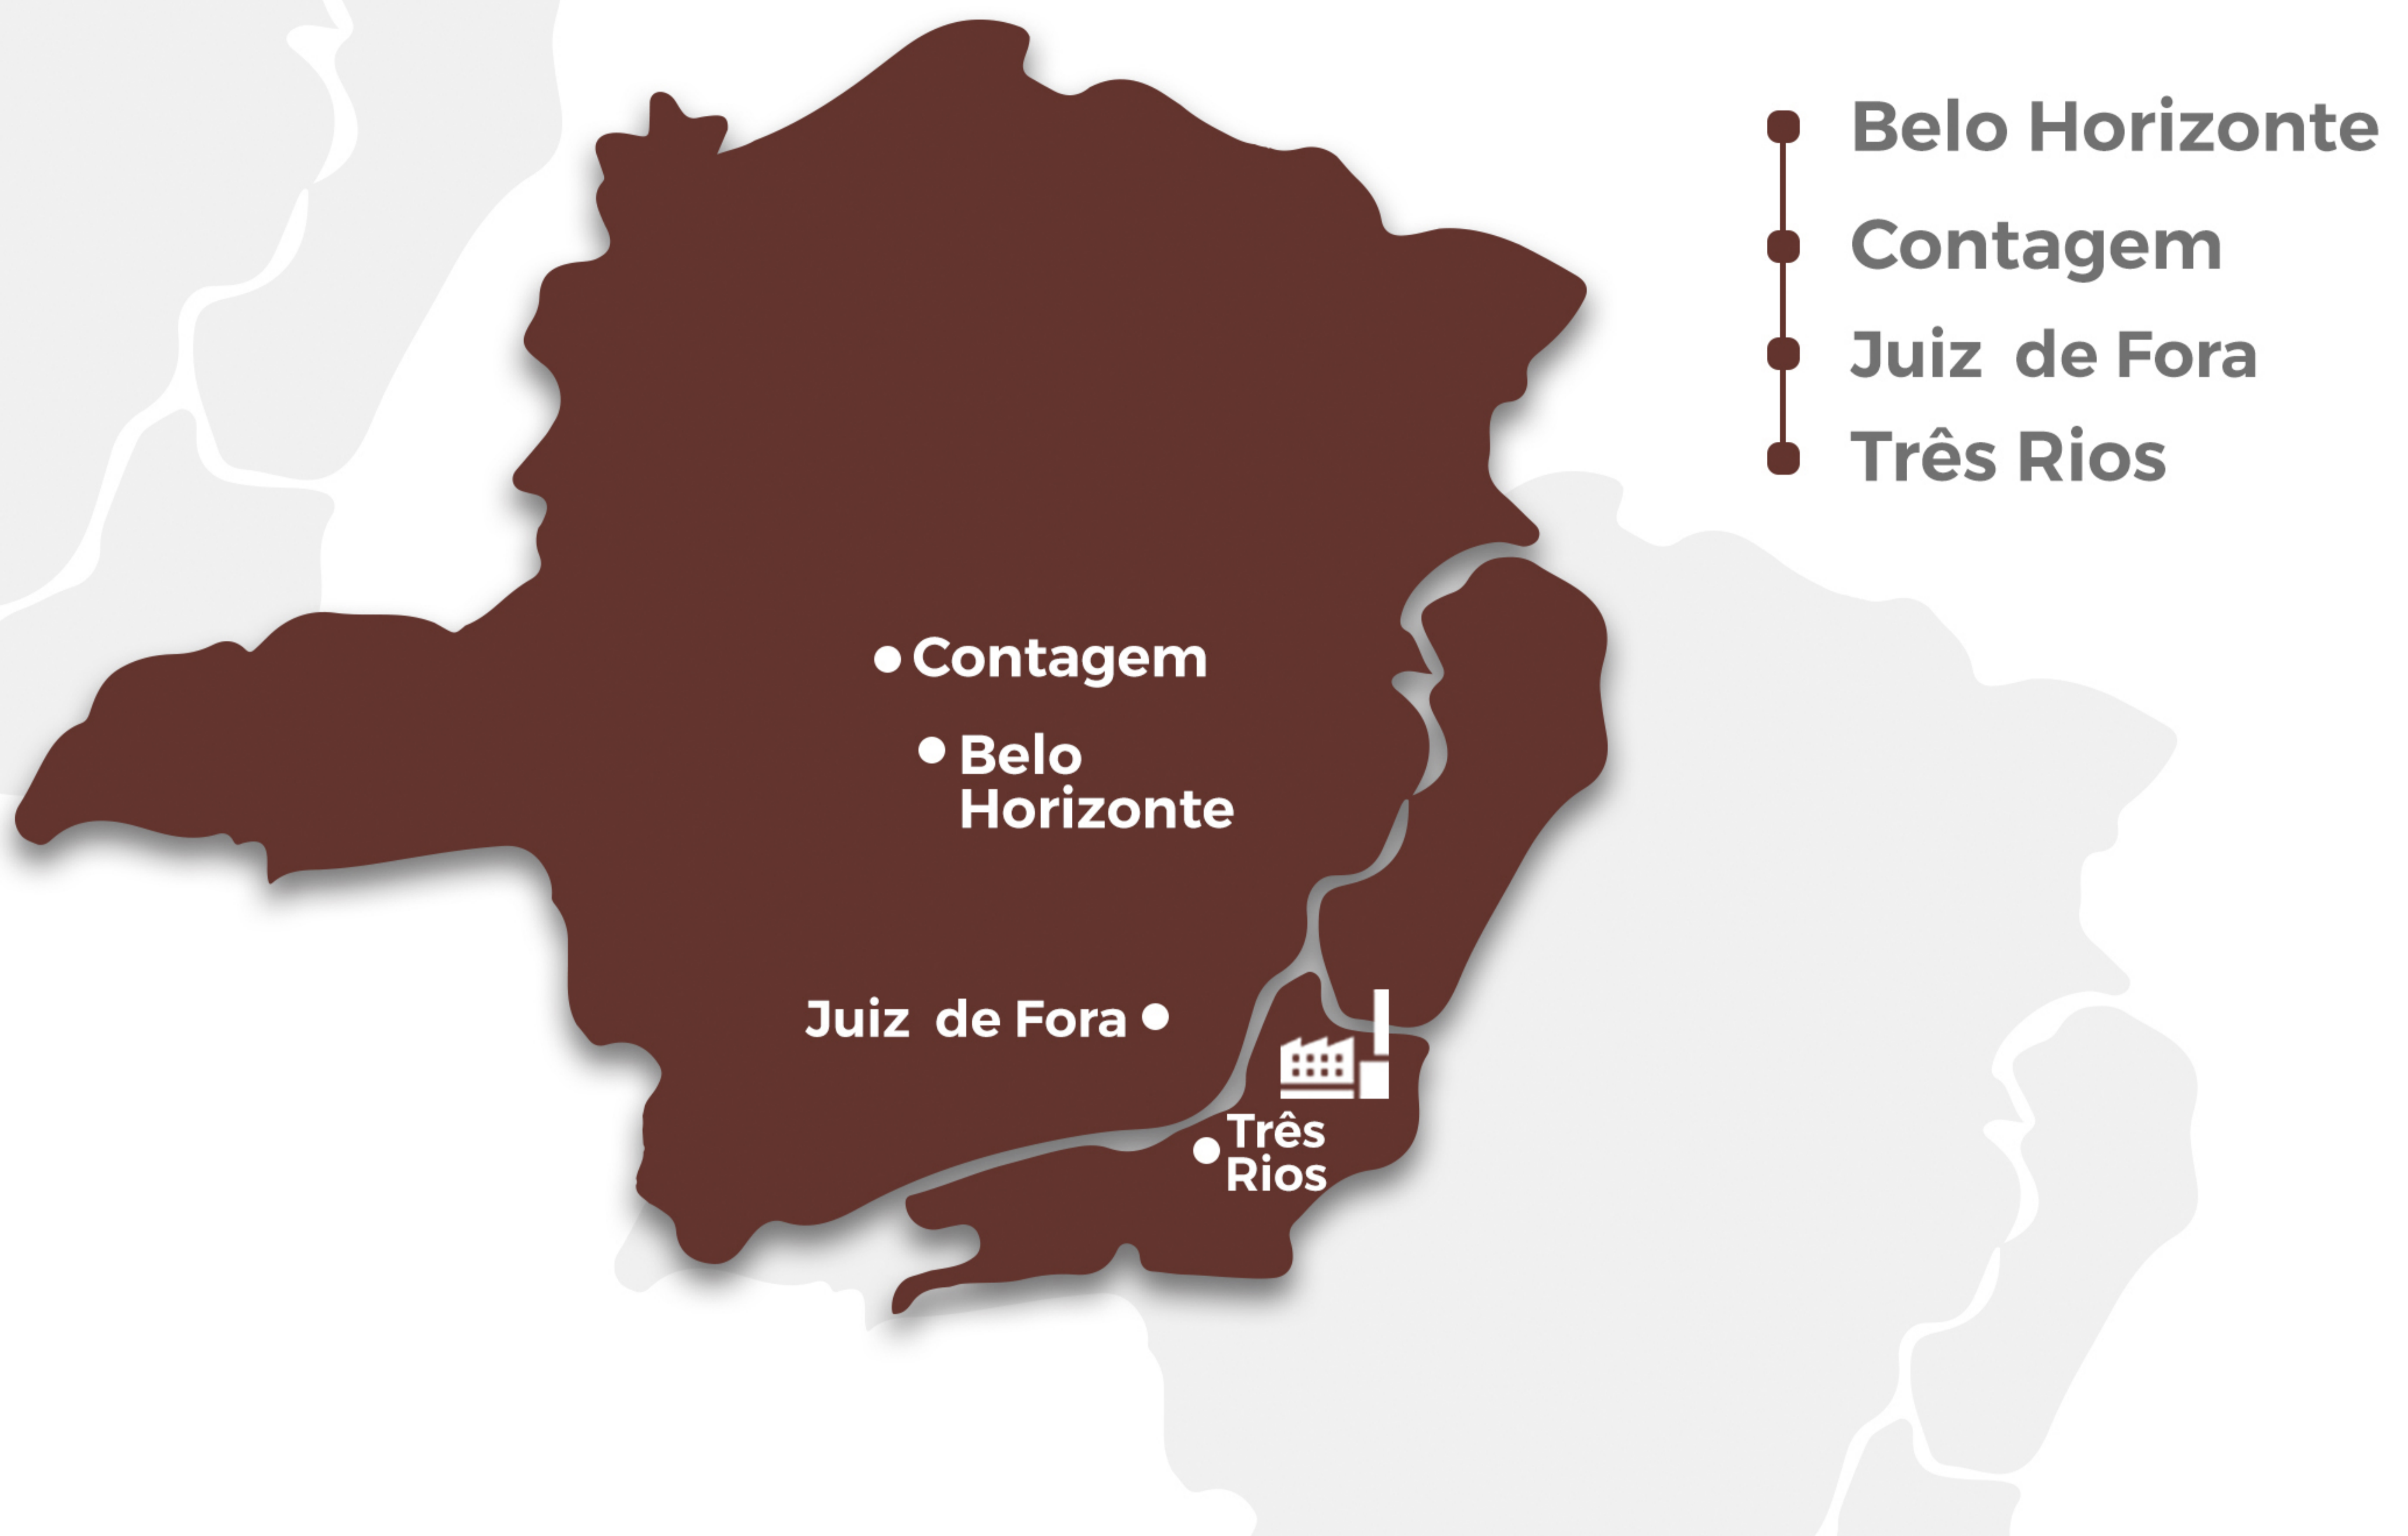 Belo Horizonte
Contagem
Juiz de Fora
Três Rios
Contagem
Belo
Horizonte
Juiz de Fora
Três
Rios